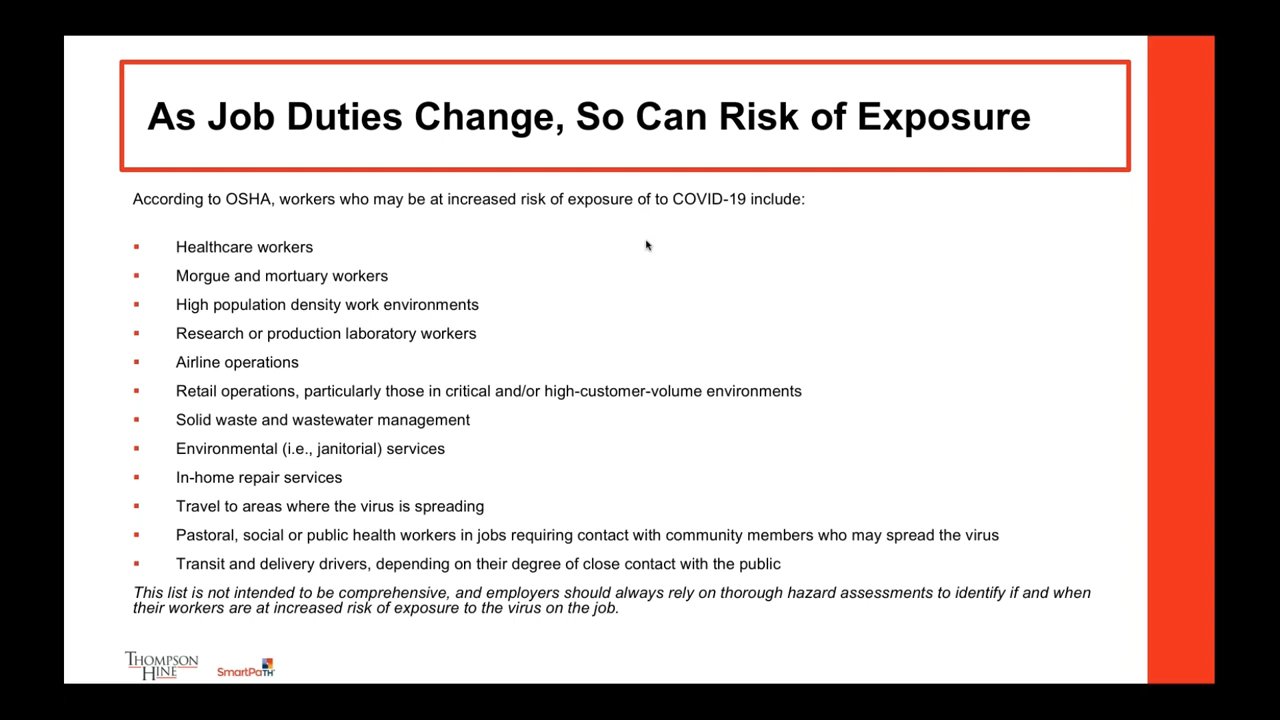 As Job Duties Change, So Can Risk of Exposure
According to OSHA, workers who may be at increased risk of exposure of to COVID-19 include:
Healthcare workers
Morgue and mortuary workers
High population density work environments
Research or production laboratory workers
Airline operations
Retail operations, particularly those in critical and/or high-customer-volume environments
Solid waste and wastewater management
Environmental (i.e., janitorial) services
In-home repair services
Travel to areas where the virus is spreading
Pastoral, social or public health workers in jobs requiring contact with community members who may spread the virus
Transit and delivery drivers, depending on their degree of close contact with the public
This list is not intended to be comprehensive, and employers should always rely on thorough hazard assessments to identify if and when
their workers are at increased risk of exposure to the virus on the job.
THOMPSON
HINE
SmartPaTH